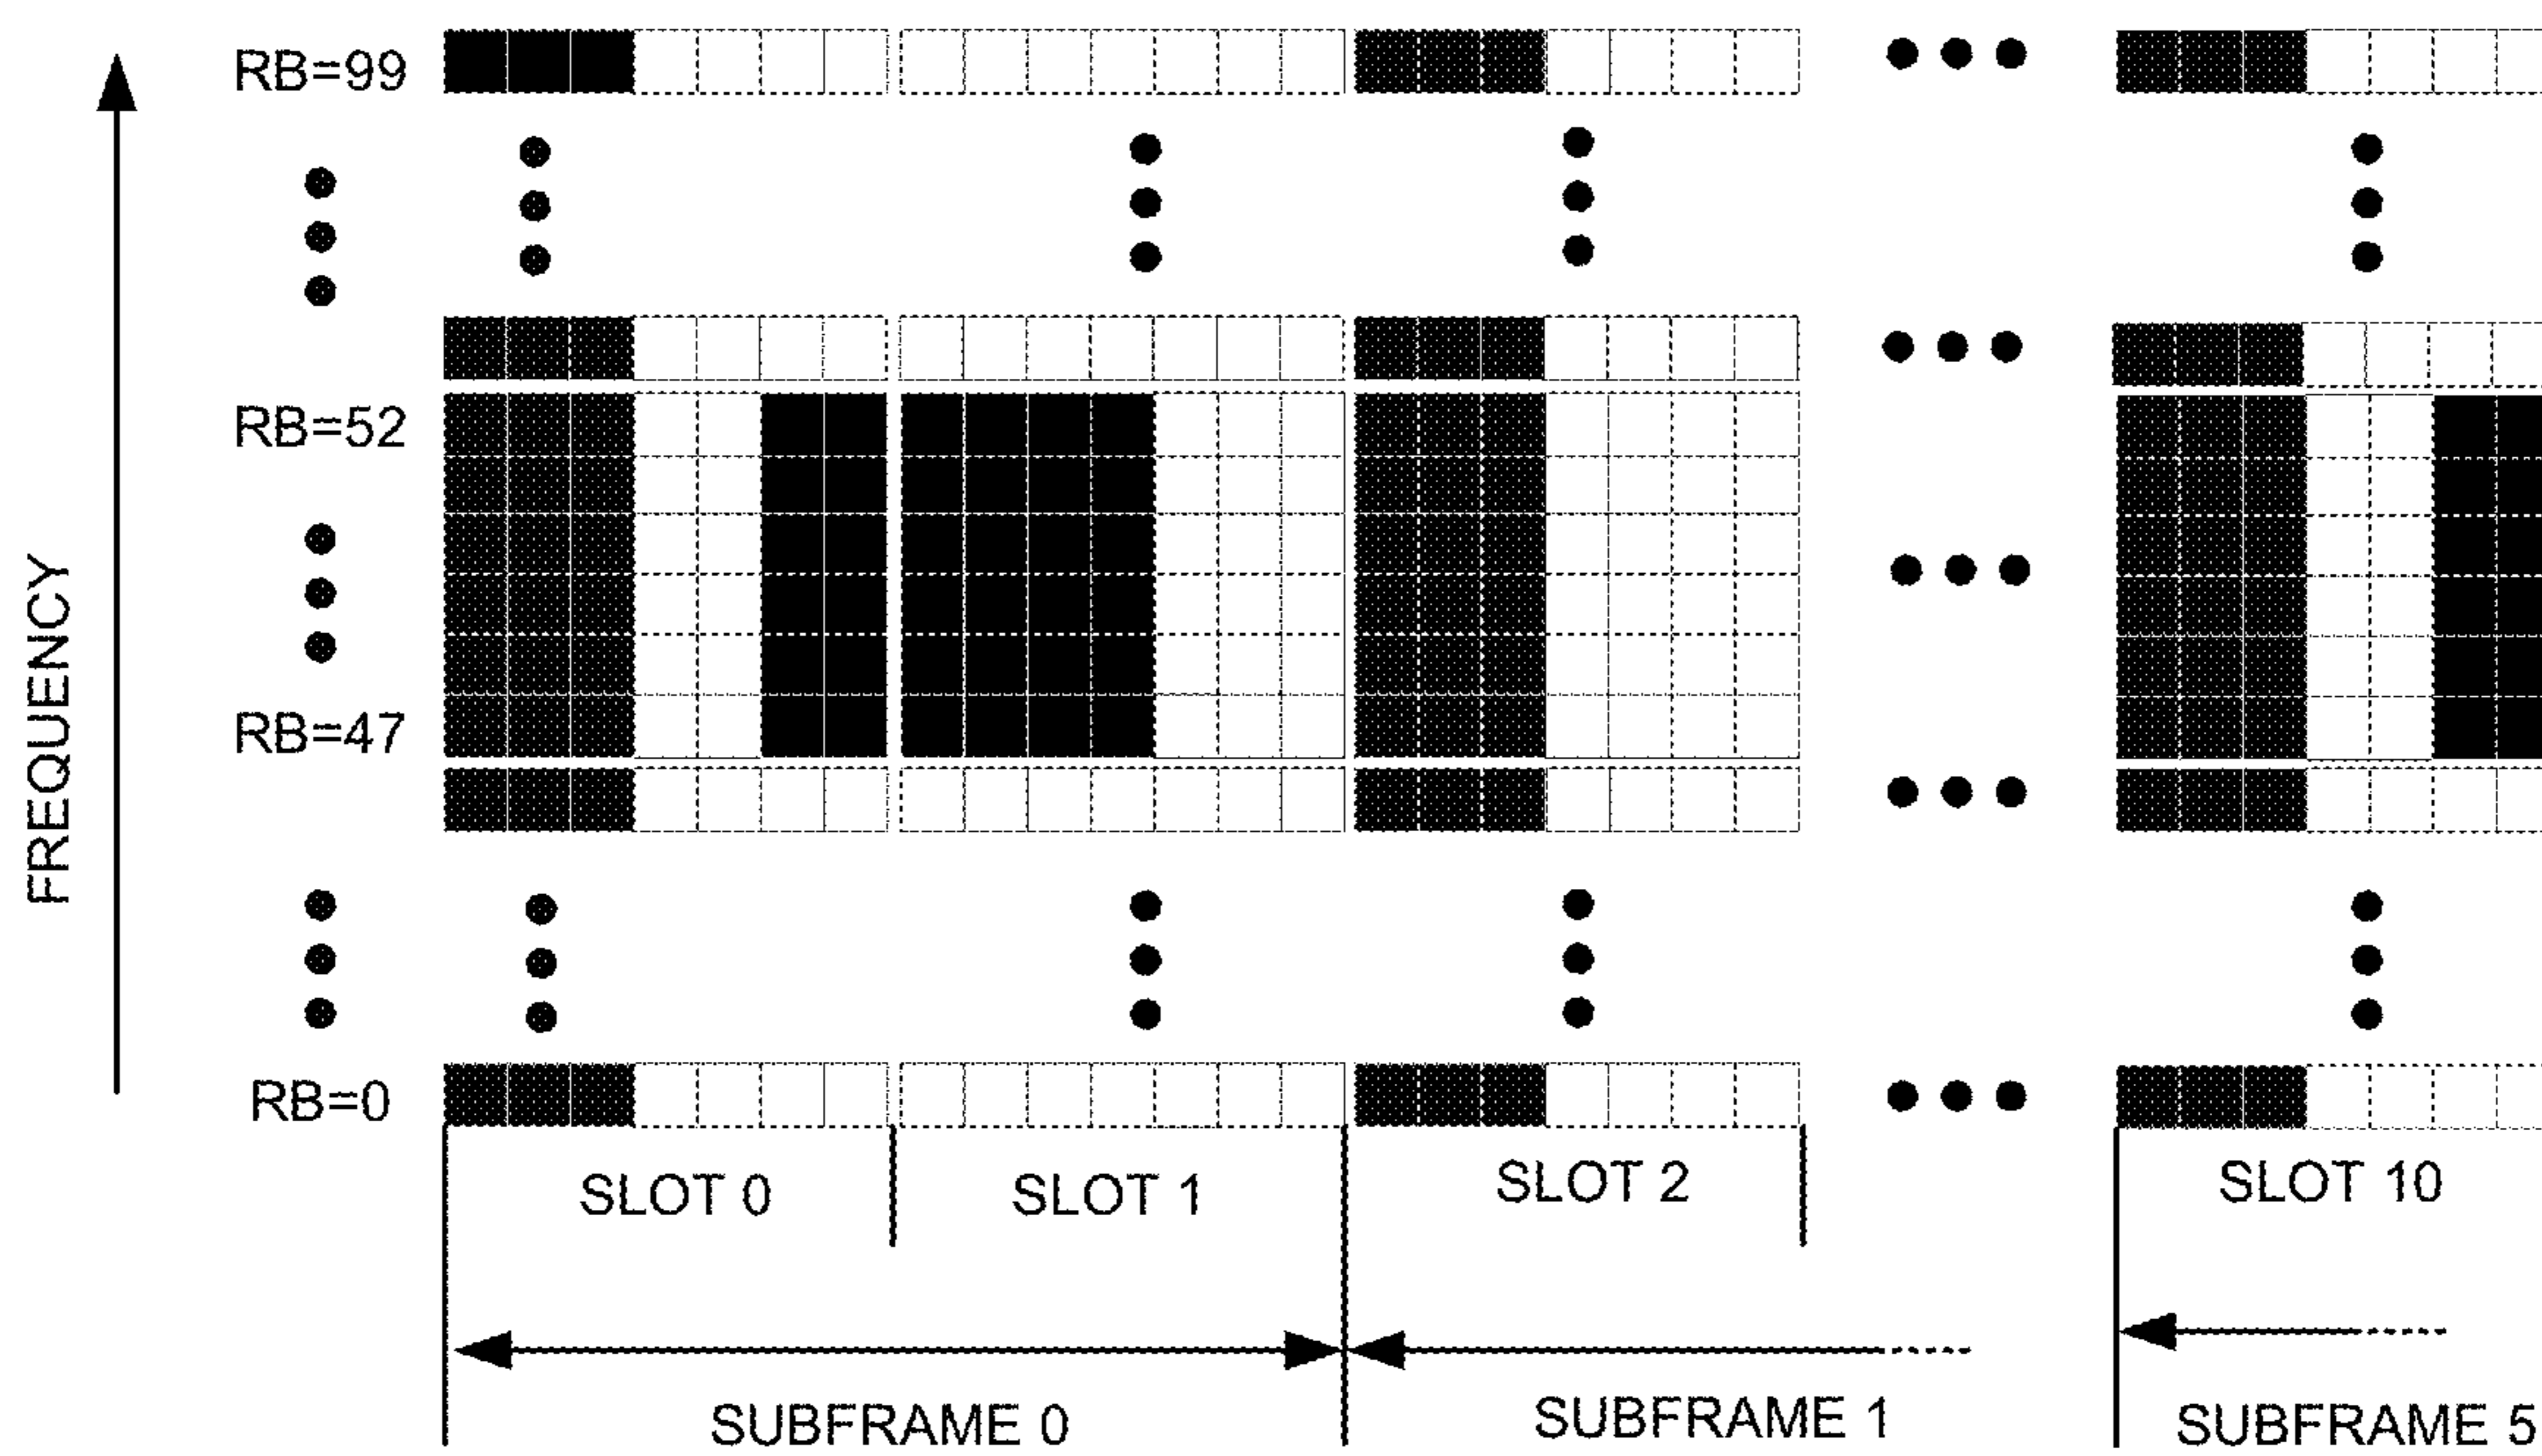 RB=99
RB=52
RB=47
RB=0
FREQUENCY
SLOT 0
SLOT 1
SLOT 2
SLOT 10
SUBFRAME 0
SUBFRAME 1
SUBFRAME 5